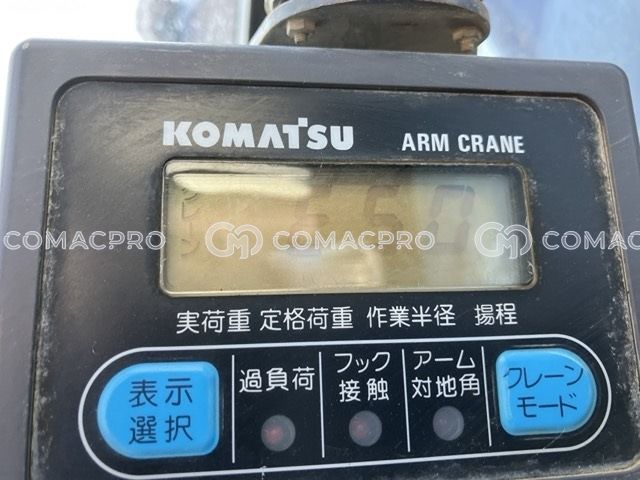 KOMATSU ARM CRANE
COMACPRO COMACPRO COMACPRO
実荷重 定格荷重 作業半径 揚程
表示
選択
過負荷
フック
接触
アーム
対地角
クレーン
モード